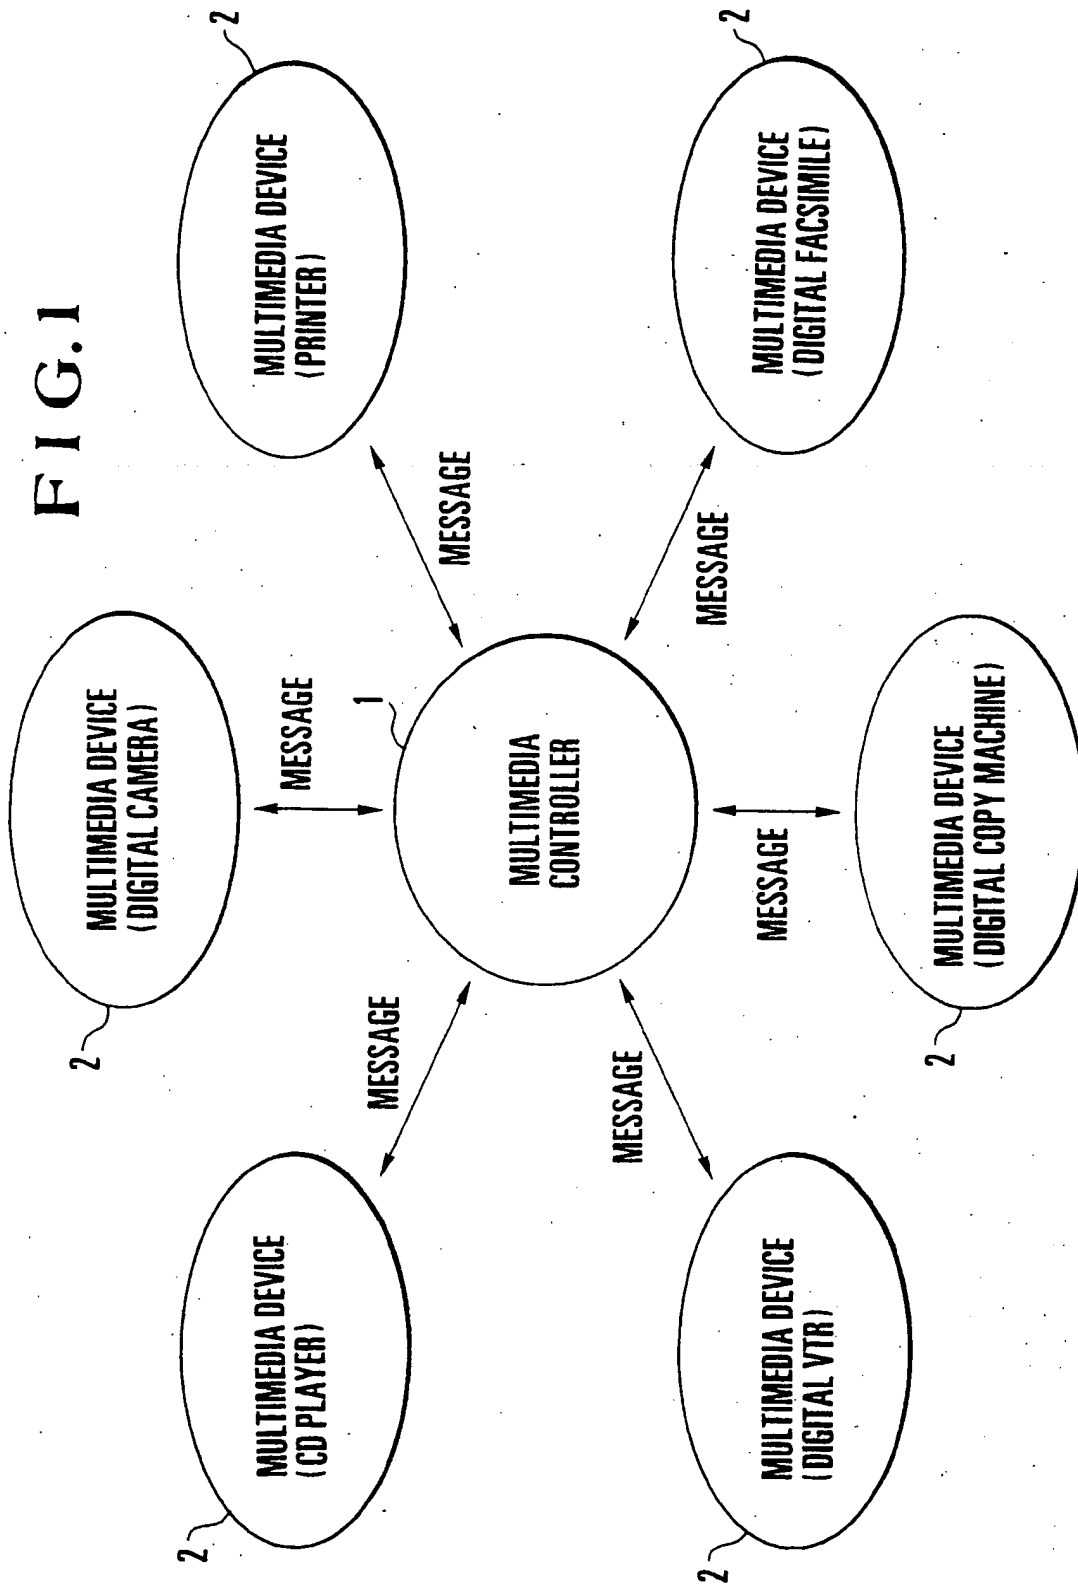 FIG.1
2
MULTIMEDIA DEVICE
(CD PLAYER)
2
MULTIMEDIA DEVICE
(DIGITAL CAMERA)
2
MULTIMEDIA DEVICE
(PRINTER)
MESSAGE
MESSAGE
MESSAGE
1
MULTIMEDIA
CONTROLLER
MESSAGE
MESSAGE
MESSAGE
2
MULTIMEDIA DEVICE
(DIGITAL VTR)
2
MULTIMEDIA DEVICE
(DIGITAL COPY MACHINE)
2
MULTIMEDIA DEVICE
(DIGITAL FACSIMILE)